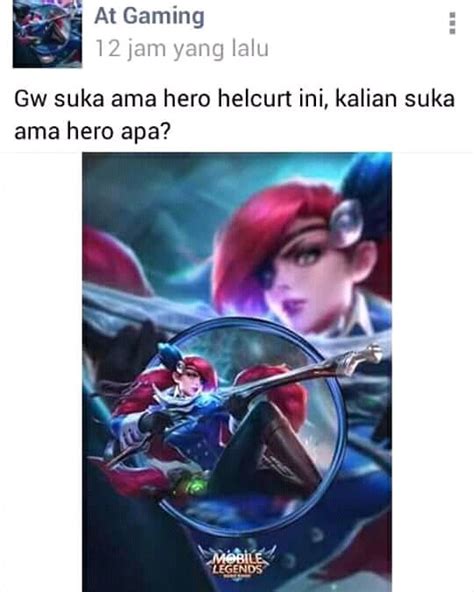 At Gaming
12 jam yang lalu
Gw suka ama hero helcurt ini, kalian suka
ama hero apa?
MOBILE
LEGENDS